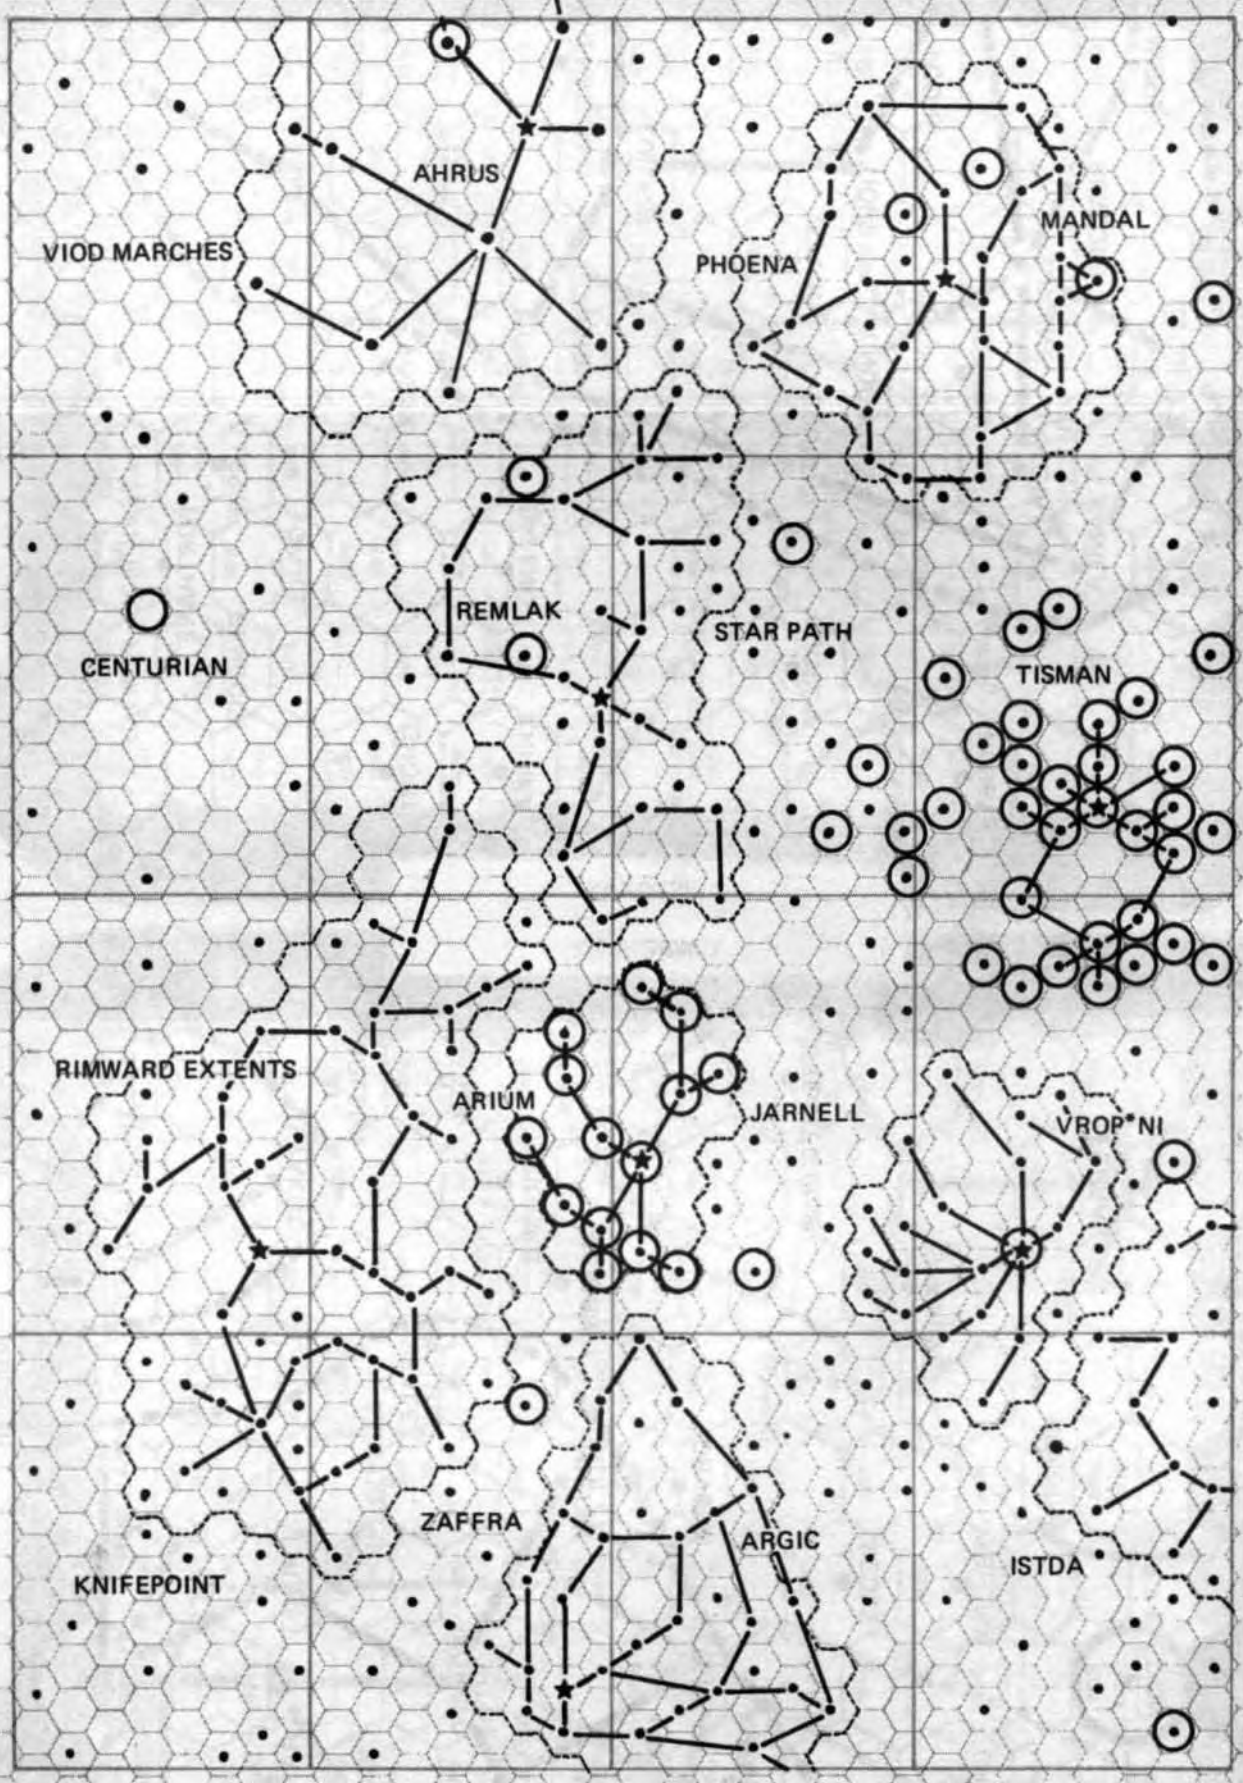 AHRUS
MANDAL
VIOD MARCHES
PHOENA
REMLAK
STAR PATH
CENTURIAN
TISMAN
RIMWARD EXTENTS
ARIUM
JARNELL
VROP'NI
ZAFFRA
ARGIC
KNIFEPOINT
ISTDA